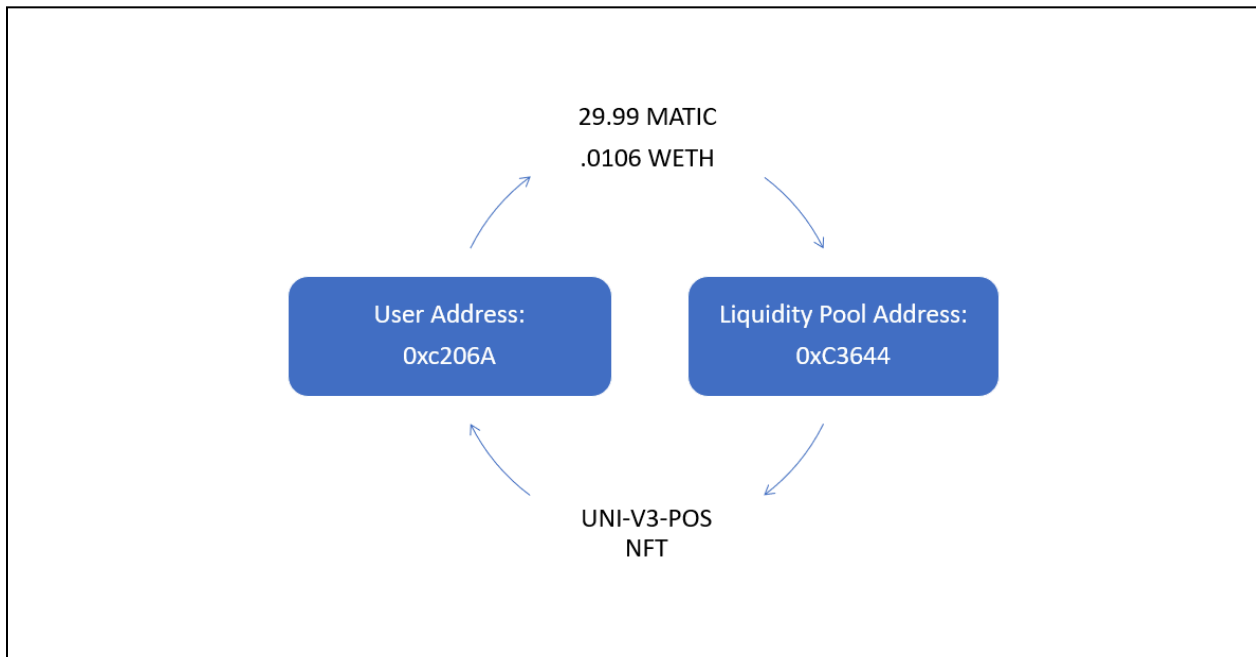 29.99 MATIC
.0106 WETH
User Address:
0xc206A
Liquidity Pool Address:
0xC3644
UNI-V3-POS
NFT